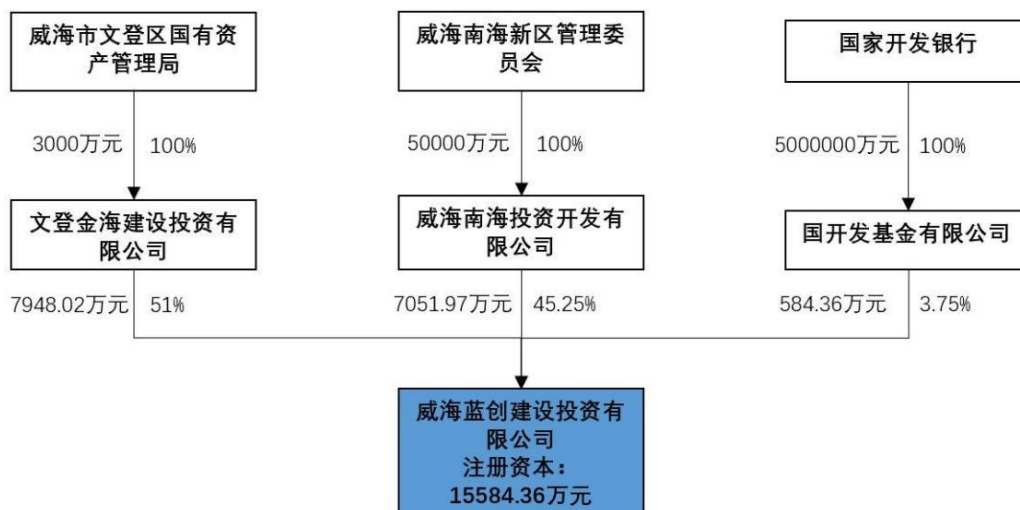 威海市文登区国有资
产管理局
威海南海新区管理委
员会
国家开发银行
3000万元 100%
50000万元 100%
5000000万元 100%
文登金海建设投资有
限公司
威海南海投资开发有
限公司
国开发基金有限公司
7948.02万元 51%
7051.97万元 45.25%
584.36万元 3.75%
威海蓝创建设投资有
限公司
注册资本：
15584.36万元